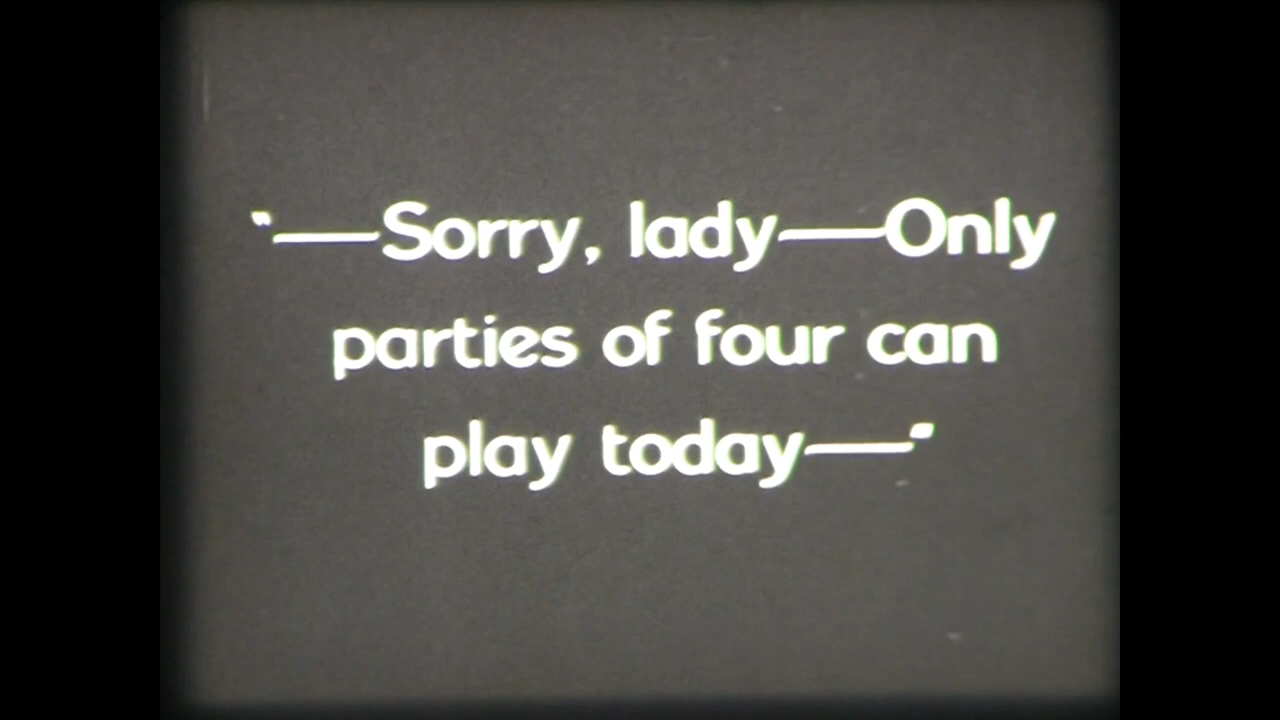 "—Sorry, lady—Only
parties of four can
play today—"